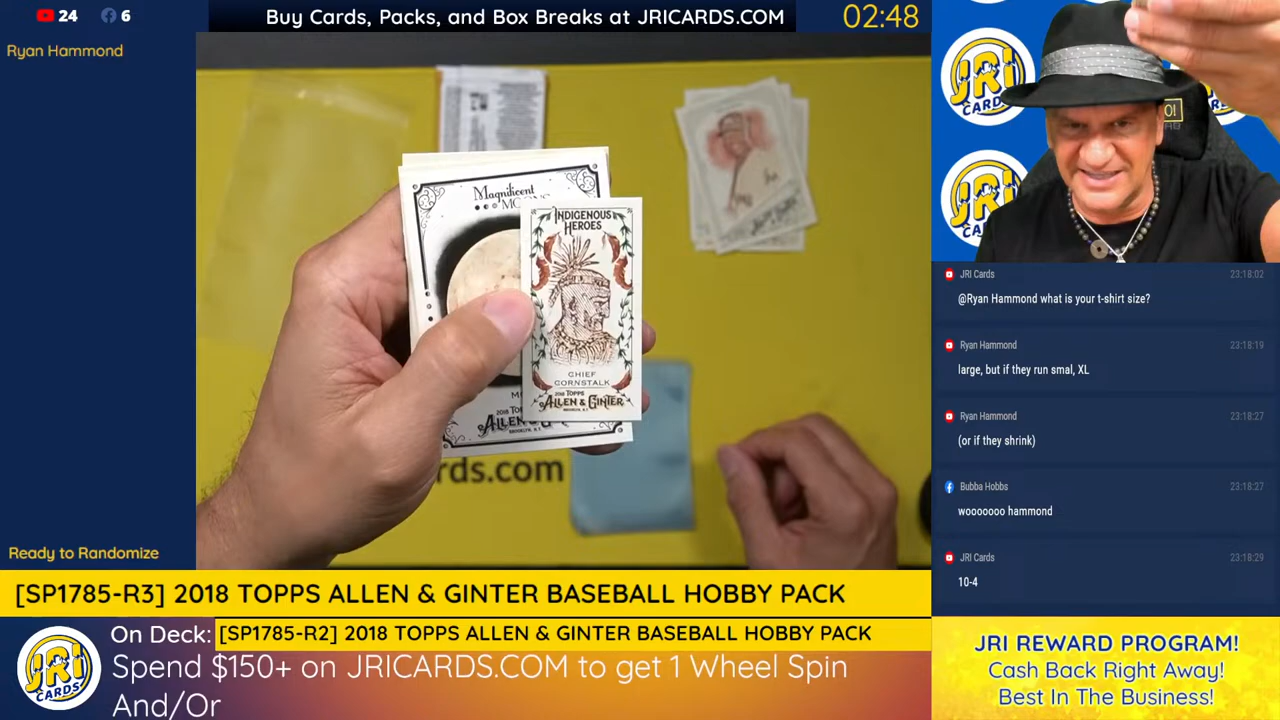 24
6
Buy Cards, Packs, and Box Breaks at JRICARDS.COM
02:48
Ryan Hammond
Magnificent
INDIGENOUS
HEROES
CHIEF
CORNSTALK
2018 TOPPS
ALLEN & GINTER
BROOKLYN, N.Y.
rds.com
JRI
CARDS
JRI Cards
23:18:02
@Ryan Hammond what is your t-shirt size?
Ryan Hammond
23:18:19
large, but if they run smal, XL
Ryan Hammond
23:18:27
(or if they shrink)
Bubba Hobbs
23:18:27
wooooooo hammond
JRI Cards
23:18:29
10-4
Ready to Randomize
[SP1785-R3] 2018 TOPPS ALLEN & GINTER BASEBALL HOBBY PACK
On Deck: [SP1785-R2] 2018 TOPPS ALLEN & GINTER BASEBALL HOBBY PACK
Spend $150+ on JRICARDS.COM to get 1 Wheel Spin
And/Or
JRI
CARDS
JRI REWARD PROGRAM!
Cash Back Right Away!
Best In The Business!